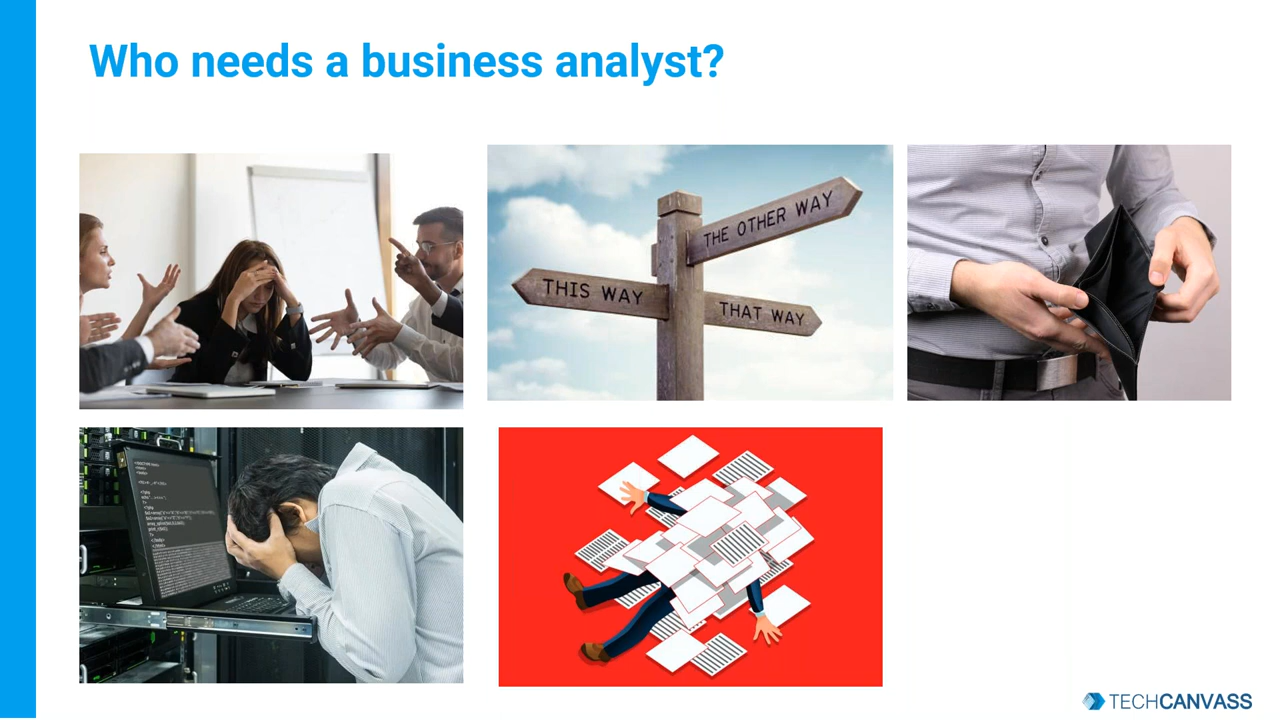 Who needs a business analyst?
THE OTHER WAY
THIS WAY
THAT WAY
TECHCANVASS